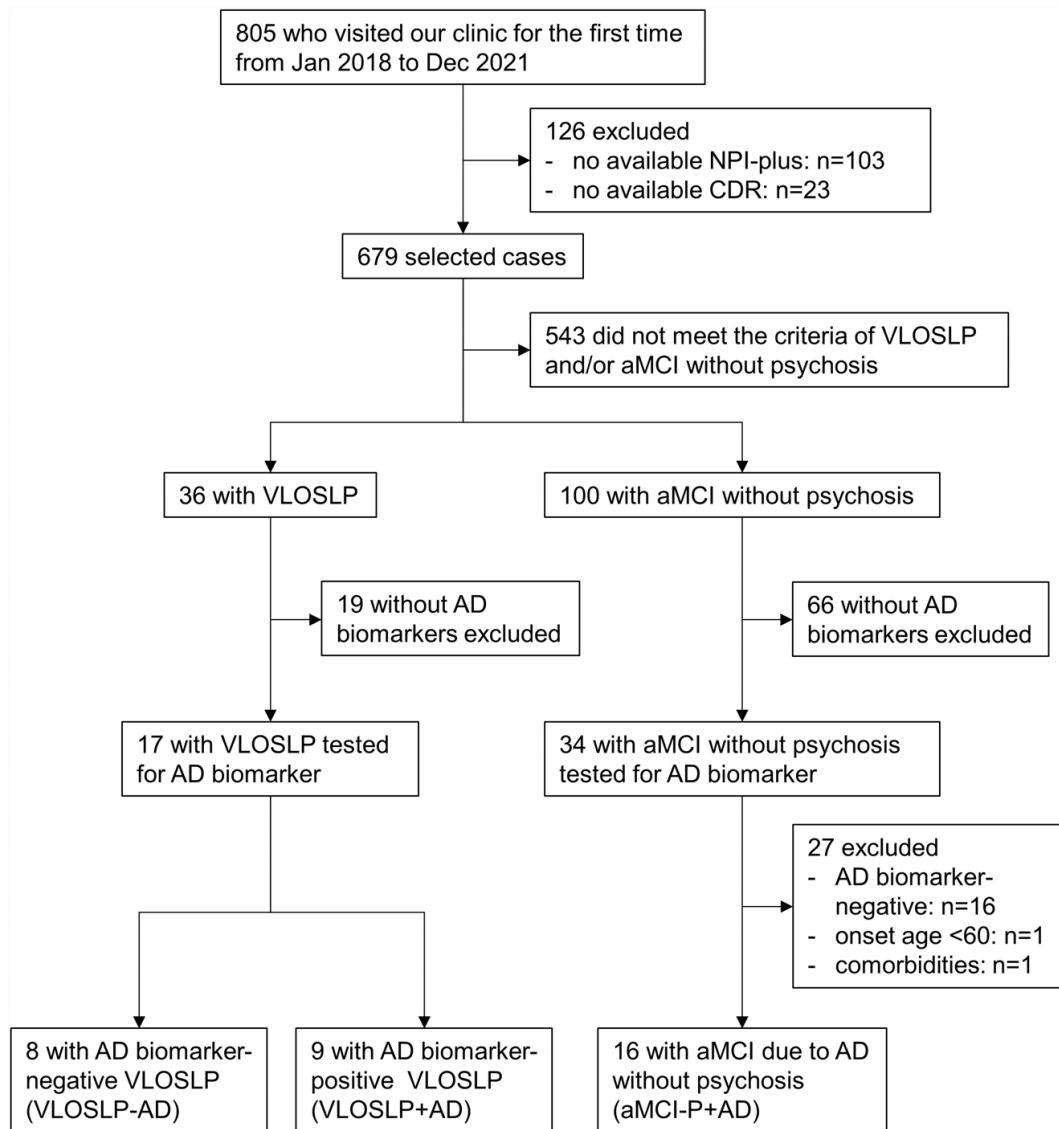 805 who visited our clinic for the first time
from Jan 2018 to Dec 2021
126 excluded
- no available NPI-plus: n=103
- no available CDR: n=23
679 selected cases
543 did not meet the criteria of VLOSLP
and/or aMCI without psychosis
36 with VLOSLP
100 with aMCI without psychosis
19 without AD
biomarkers excluded
66 without AD
biomarkers excluded
17 with VLOSLP tested
for AD biomarker
34 with aMCI without psychosis
tested for AD biomarker
27 excluded
- AD biomarker-
negative: n=16
- onset age <60: n=1
- comorbidities: n=1
8 with AD biomarker-
negative VLOSLP
(VLOSLP-AD)
9 with AD biomarker-
positive VLOSLP
(VLOSLP+AD)
16 with aMCI due to AD
without psychosis
(aMCI-P+AD)